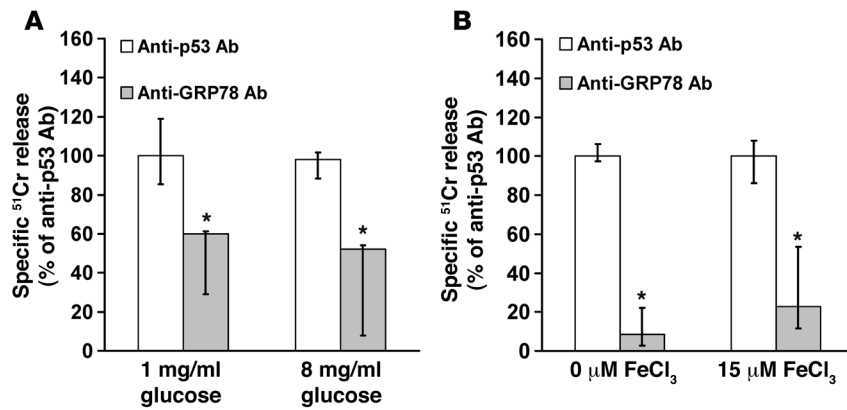 A
Specific ⁵¹Cr release
(% of anti-p53 Ab)
160
140
120
100
80
60
40
20
0
Anti-p53 Ab
Anti-GRP78 Ab
*
*
1 mg/ml
glucose
8 mg/ml
glucose
B
Specific ⁵¹Cr release
(% of anti-p53 Ab)
160
140
120
100
80
60
40
20
0
Anti-p53 Ab
Anti-GRP78 Ab
*
*
0 μM FeCl₃
15 μM FeCl₃